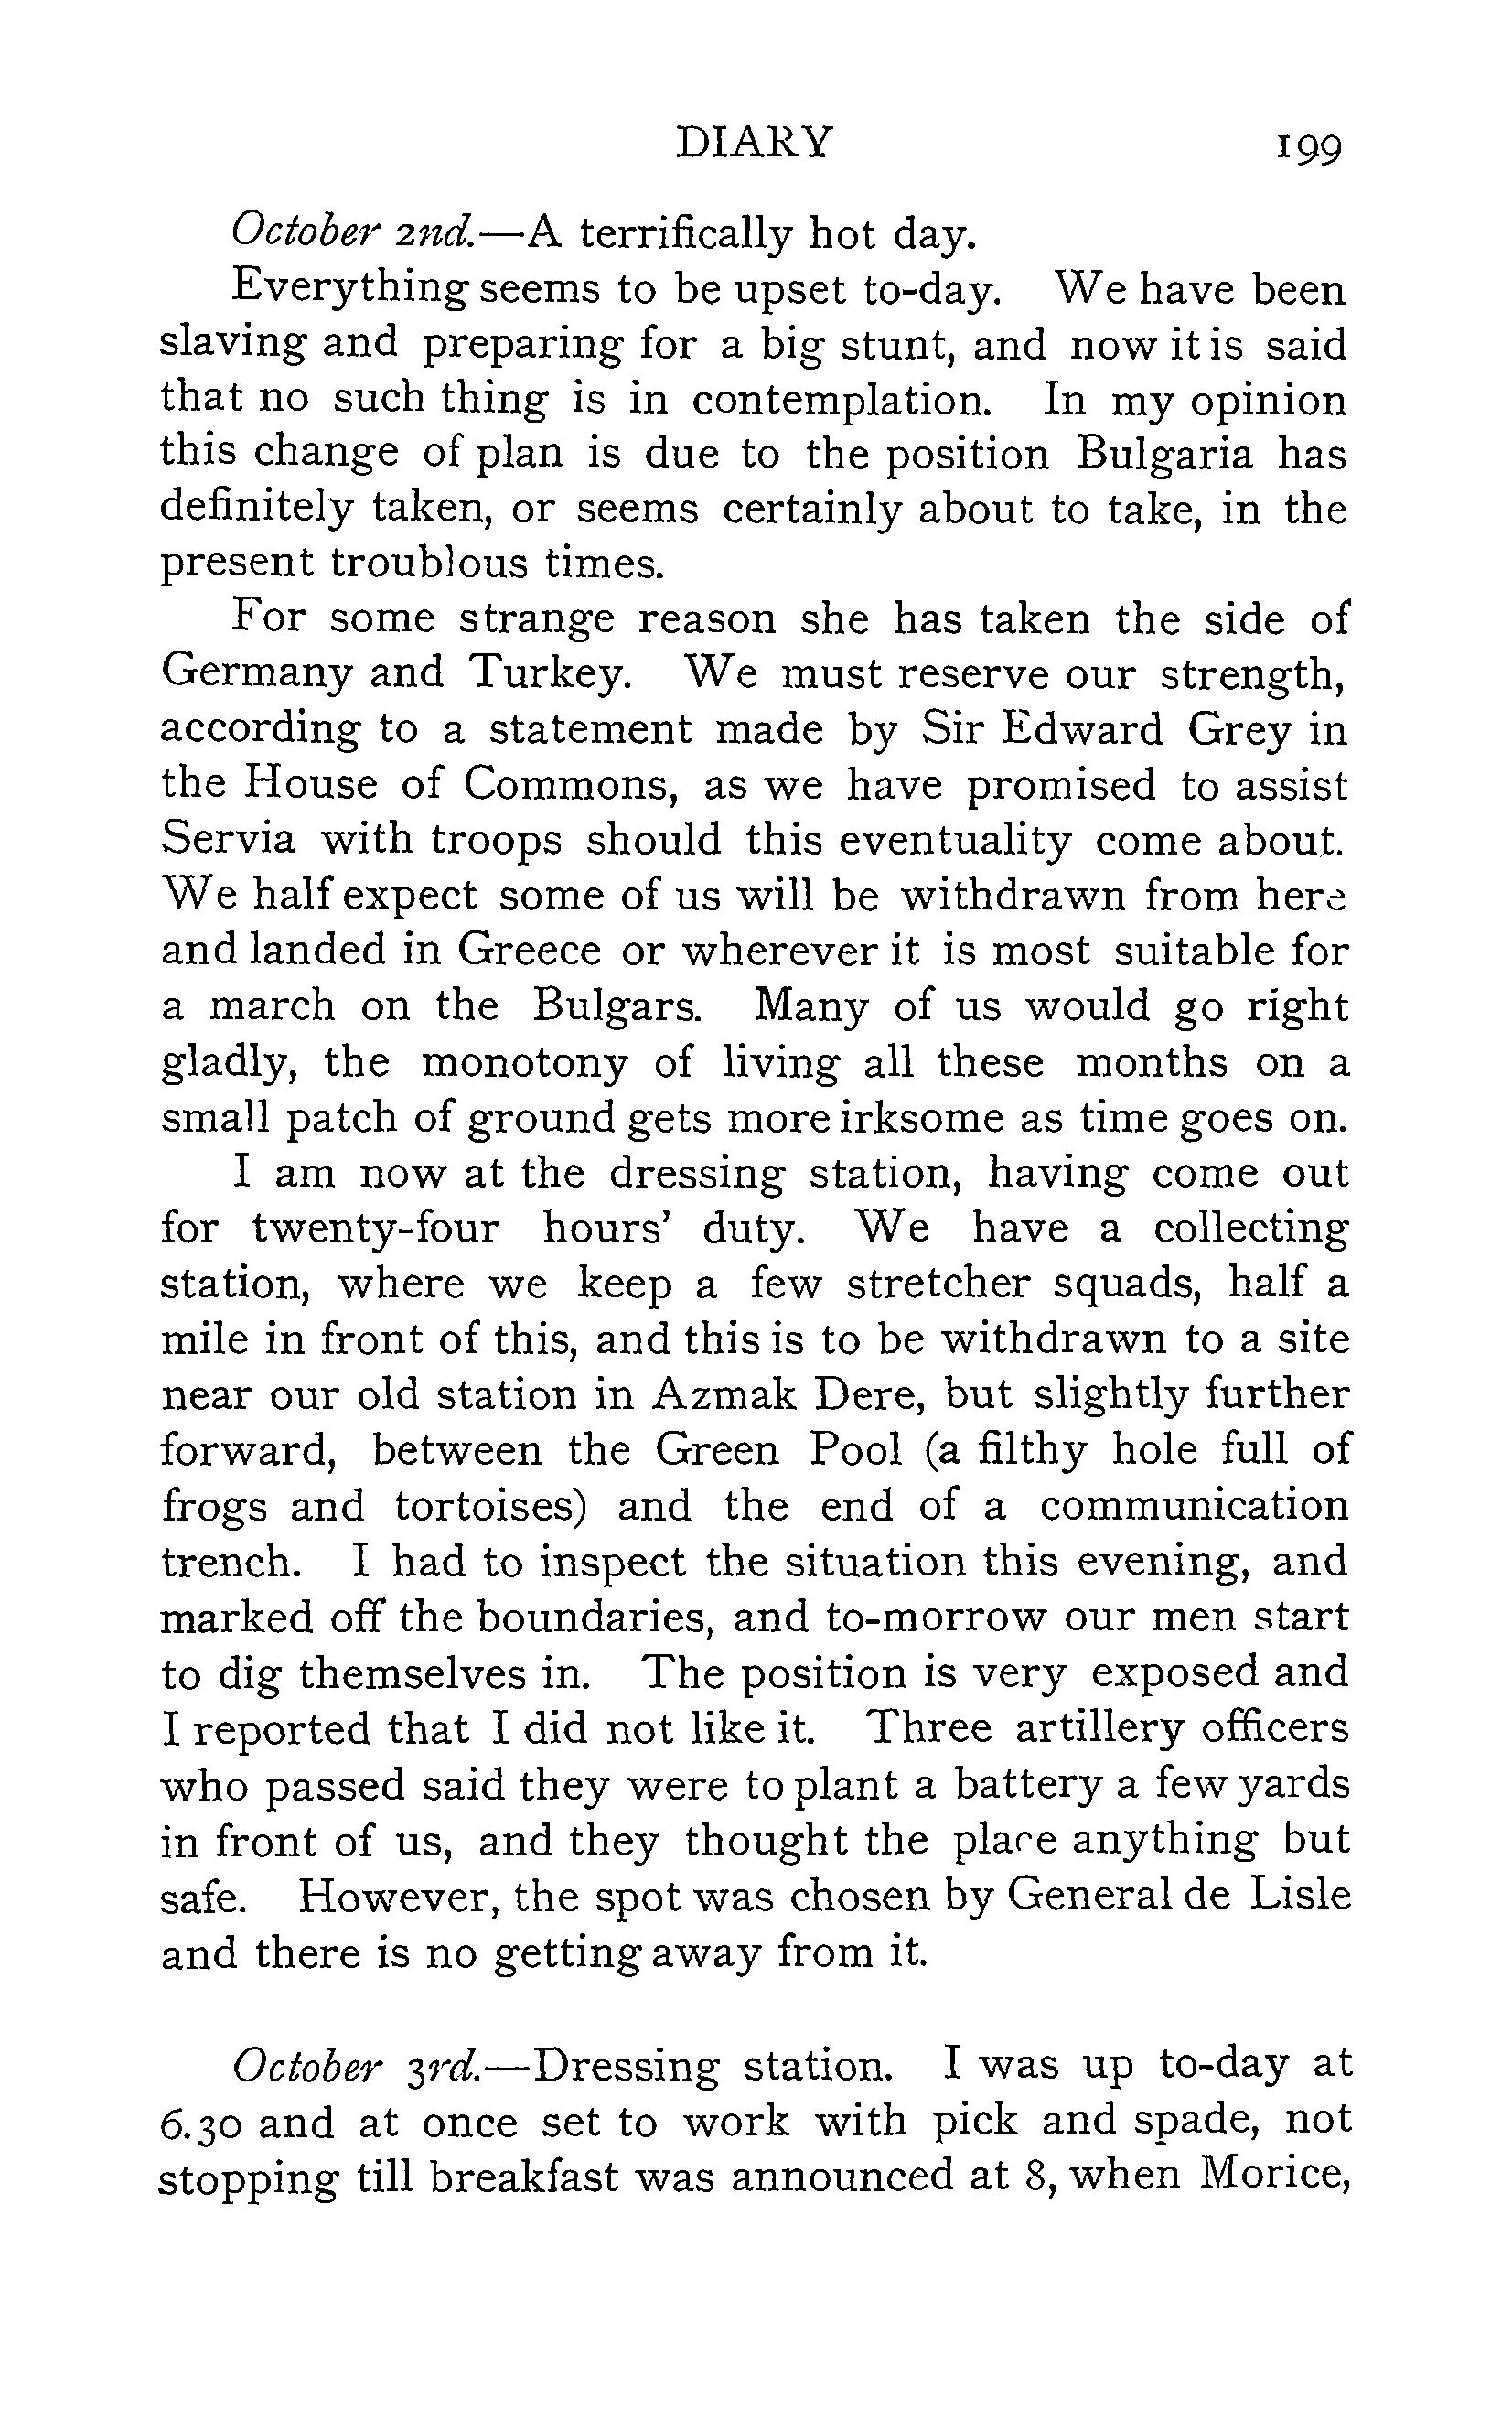 DIARY 199
October 2nd.—A terrifically hot day.
Everything seems to be upset to-day. We have been
slaving and preparing for a big stunt, and now it is said
that no such thing is in contemplation. In my opinion
this change of plan is due to the position Bulgaria has
definitely taken, or seems certainly about to take, in the
present troublous times.
For some strange reason she has taken the side of
Germany and Turkey. We must reserve our strength,
according to a statement made by Sir Edward Grey in
the House of Commons, as we have promised to assist
Servia with troops should this eventuality come about.
We half expect some of us will be withdrawn from here
and landed in Greece or wherever it is most suitable for
a march on the Bulgars. Many of us would go right
gladly, the monotony of living all these months on a
small patch of ground gets more irksome as time goes on.
I am now at the dressing station, having come out
for twenty-four hours' duty. We have a collecting
station, where we keep a few stretcher squads, half a
mile in front of this, and this is to be withdrawn to a site
near our old station in Azmak Dere, but slightly further
forward, between the Green Pool (a filthy hole full of
frogs and tortoises) and the end of a communication
trench. I had to inspect the situation this evening, and
marked off the boundaries, and to-morrow our men start
to dig themselves in. The position is very exposed and
I reported that I did not like it. Three artillery officers
who passed said they were to plant a battery a few yards
in front of us, and they thought the place anything but
safe. However, the spot was chosen by General de Lisle
and there is no getting away from it.
October 3rd.—Dressing station. I was up to-day at
6.30 and at once set to work with pick and spade, not
stopping till breakfast was announced at 8, when Morice,